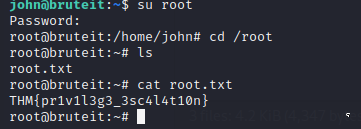 john@bruteit:~$ su root
Password:
root@bruteit:/home/john# cd /root
root@bruteit:~# ls
root.txt
root@bruteit:~# cat root.txt
THM{pr1v1l3g3_3sc4l4t10n}
root@bruteit:~#